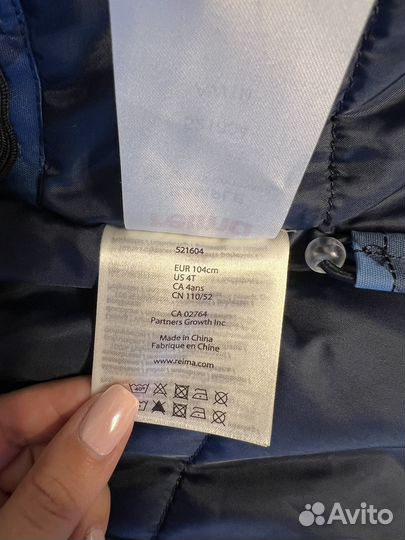 521604
EUR 104cm
US 4T
CA 4ans
CN 110/52
CA 02764
Partners Growth Inc
Made in China
Fabriqué en Chine
www.reima.com
40
Avito